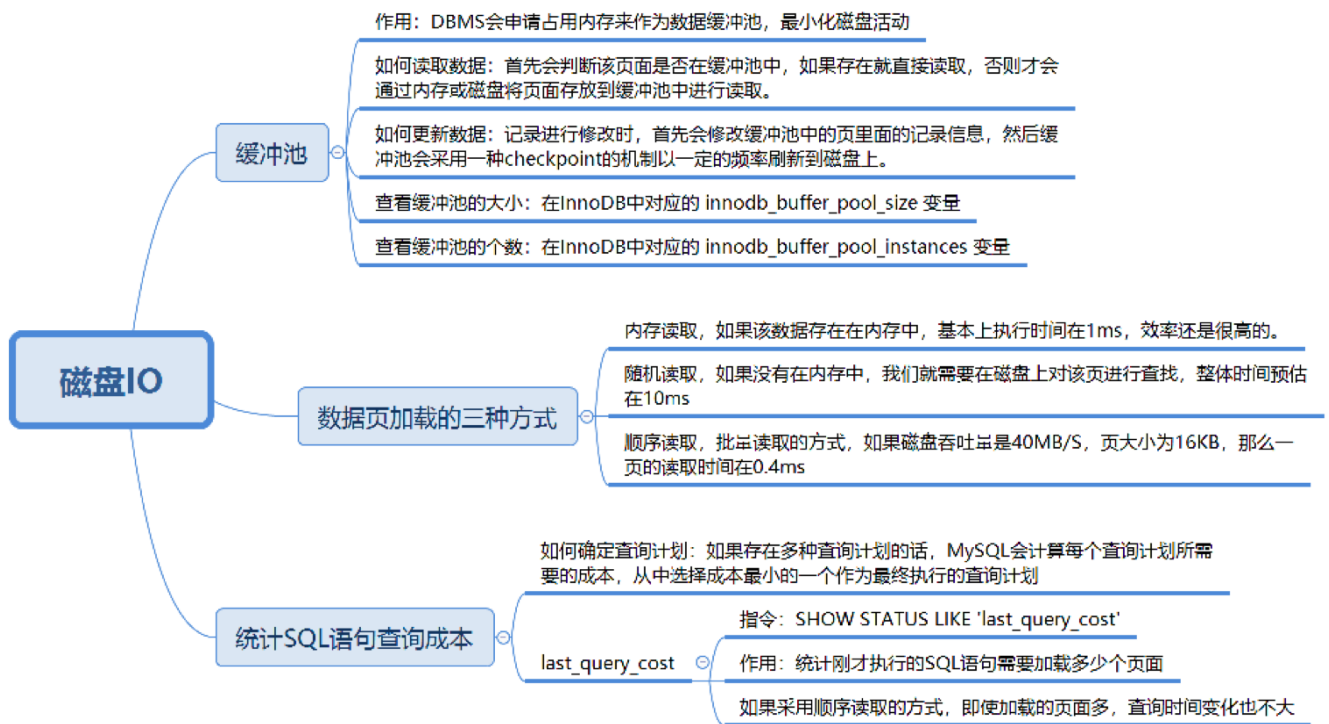 作用：DBMS会申请占用内存来作为数据缓冲池，最小化磁盘活动
如何读取数据：首先会判断该页面是否在缓冲池中，如果存在就直接读取，否则才会
通过内存或磁盘将页面存放到缓冲池中进行读取。
缓冲池
如何更新数据：记录进行修改时，首先会修改缓冲池中的页里面的记录信息，然后缓
冲池会采用一种checkpoint的机制以一定的频率刷新到磁盘上。
查看缓冲池的大小：在InnoDB中对应的 innodb_buffer_pool_size 变量
查看缓冲池的个数：在InnoDB中对应的 innodb_buffer_pool_instances 变量
磁盘IO
内存读取，如果该数据存在在内存中，基本上执行时间在1ms，效率还是很高的。
数据页加载的三种方式
随机读取，如果没有在内存中，我们就需要在磁盘上对该页进行查找，整体时间预估
在10ms
顺序读取，批量读取的方式，如果磁盘吞吐量是40MB/S，页大小为16KB，那么一
页的读取时间在0.4ms
统计SQL语句查询成本
如何确定查询计划：如果存在多种查询计划的话，MySQL会计算每个查询计划所需
要的成本，从中选择成本最小的一个作为最终执行的查询计划
last_query_cost
指令：SHOW STATUS LIKE 'last_query_cost'
作用：统计刚才执行的SQL语句需要加载多少个页面
如果采用顺序读取的方式，即使加载的页面多，查询时间变化也不大